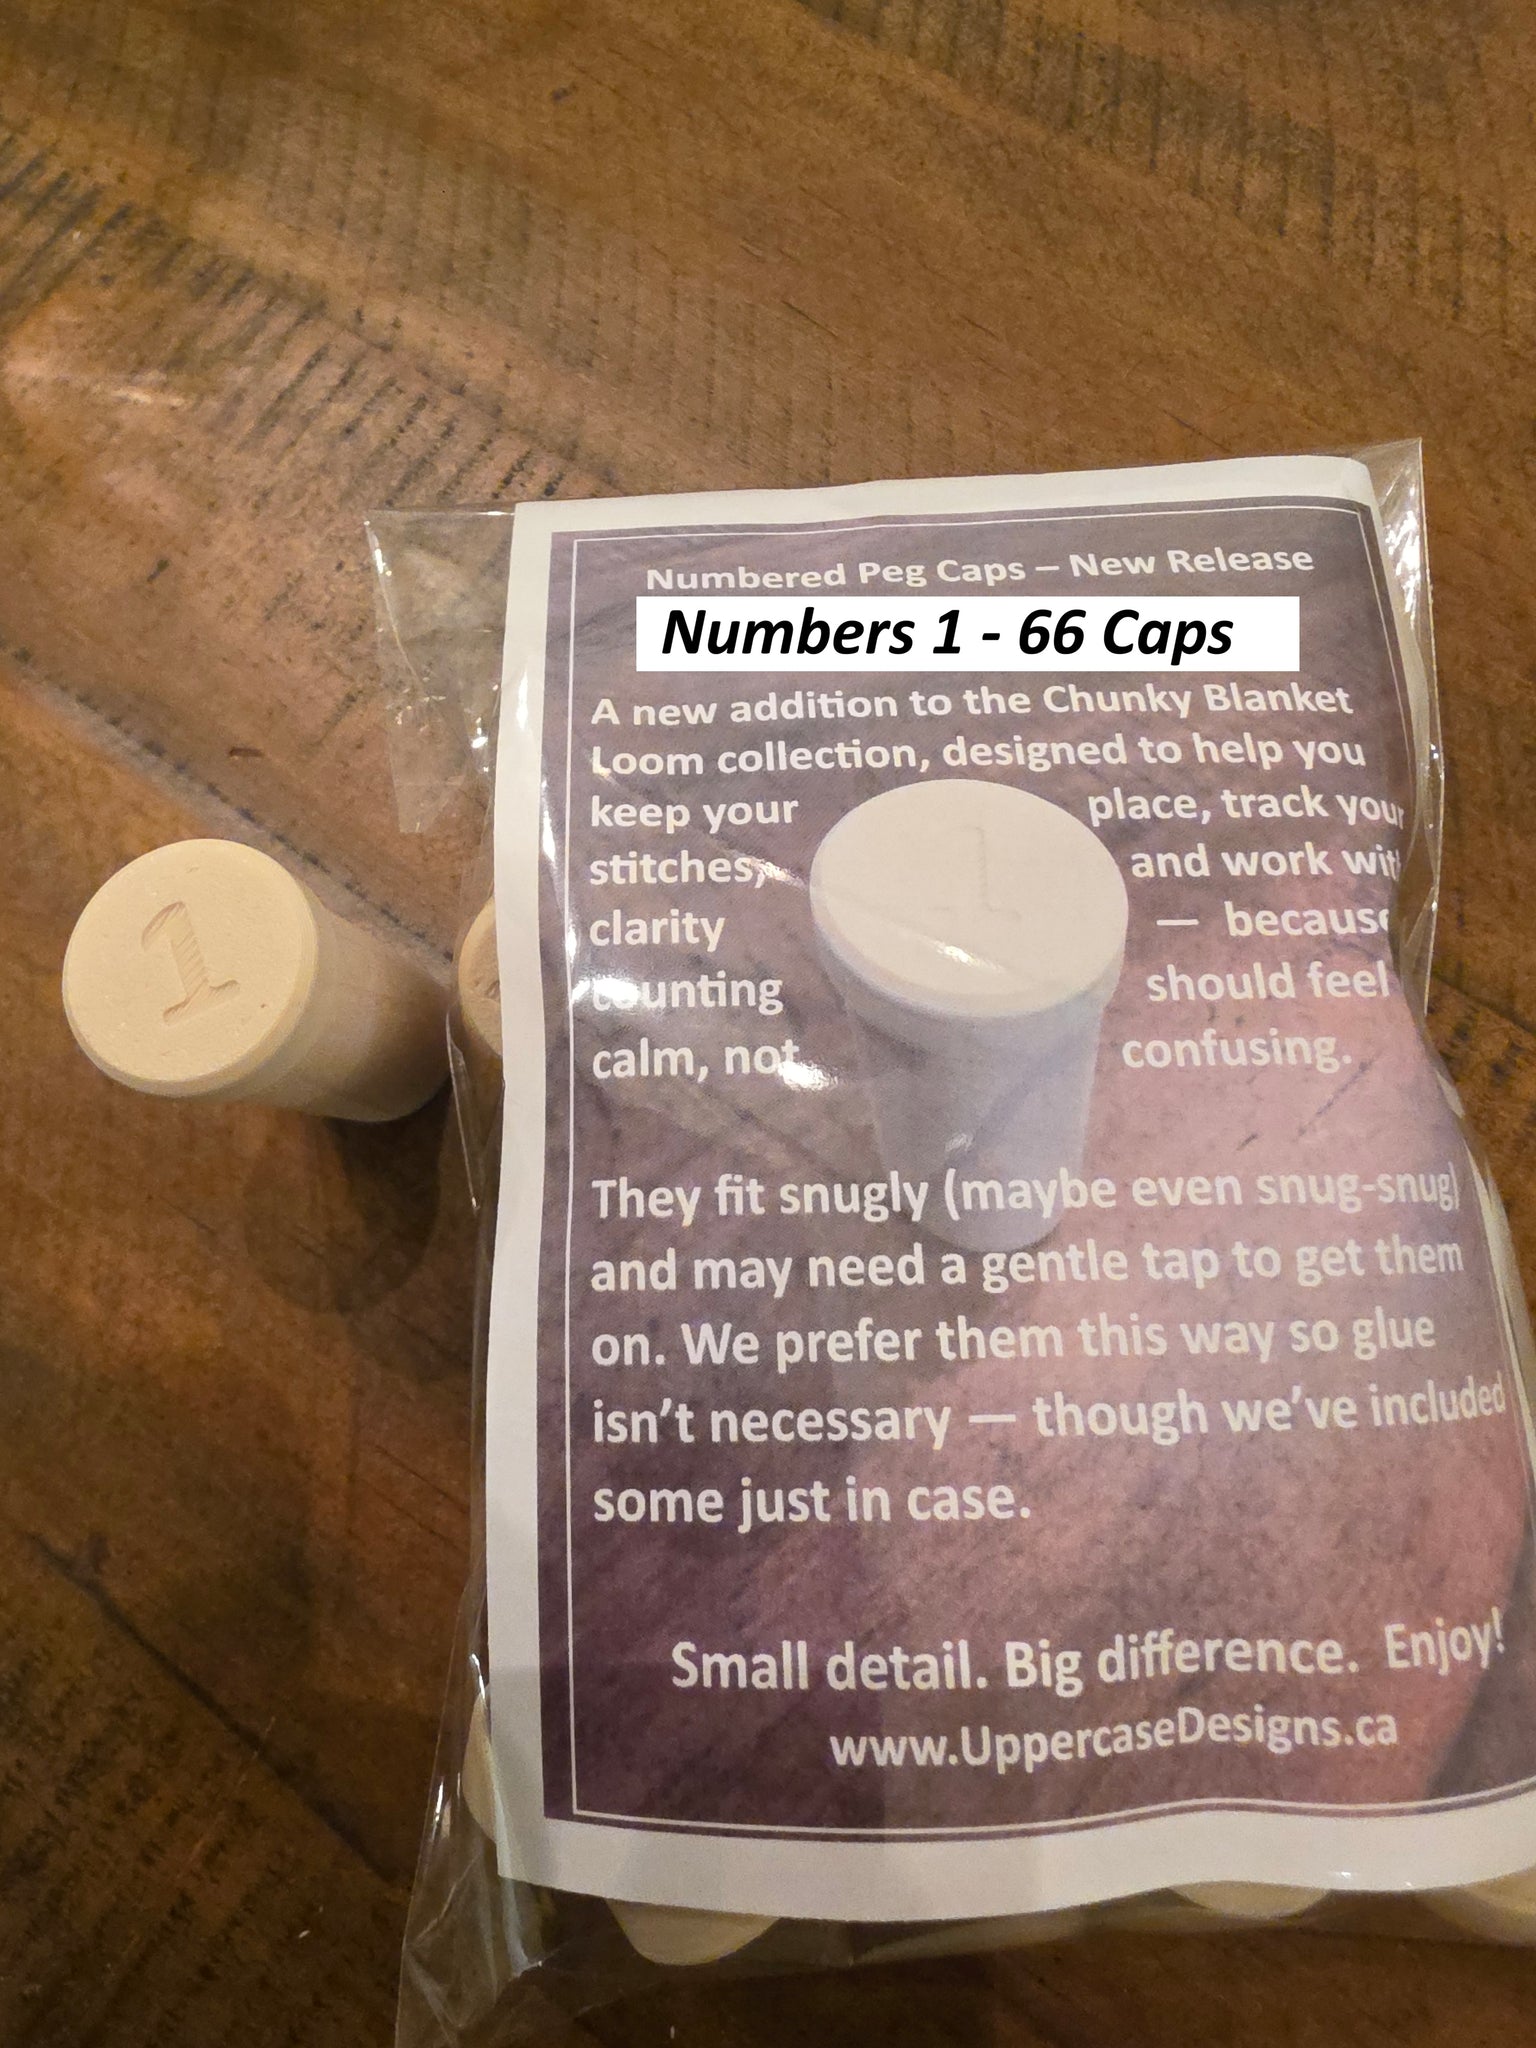 1
Numbered Peg Caps – New Release
Numbers 1 - 66 Caps
A new addition to the Chunky Blanket
Loom collection, designed to help you
keep your place, track your
stitches, and work with
clarity — because
counting should feel
calm, not confusing.
1
They fit snugly (maybe even snug-snug)
and may need a gentle tap to get them
on. We prefer them this way so glue
isn’t necessary — though we’ve included
some just in case.
Small detail. Big difference. Enjoy!
www.UppercaseDesigns.ca